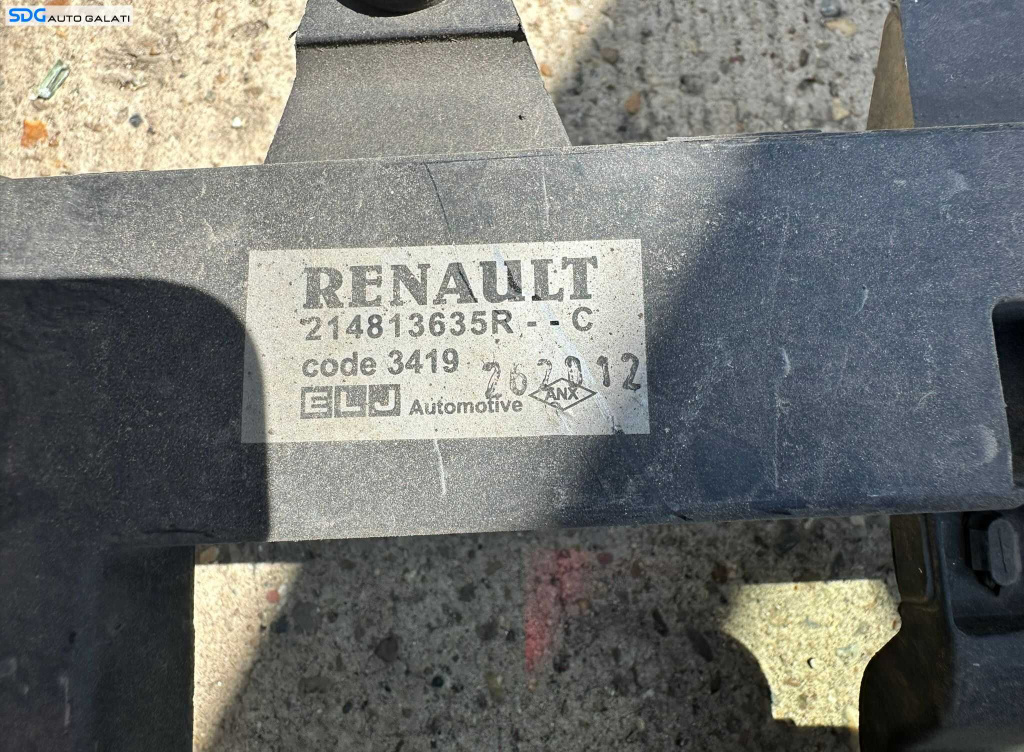 SDG AUTO GALATI
RENAULT
214813635R - - C
code 3419
262012
ELJ Automotive ANX